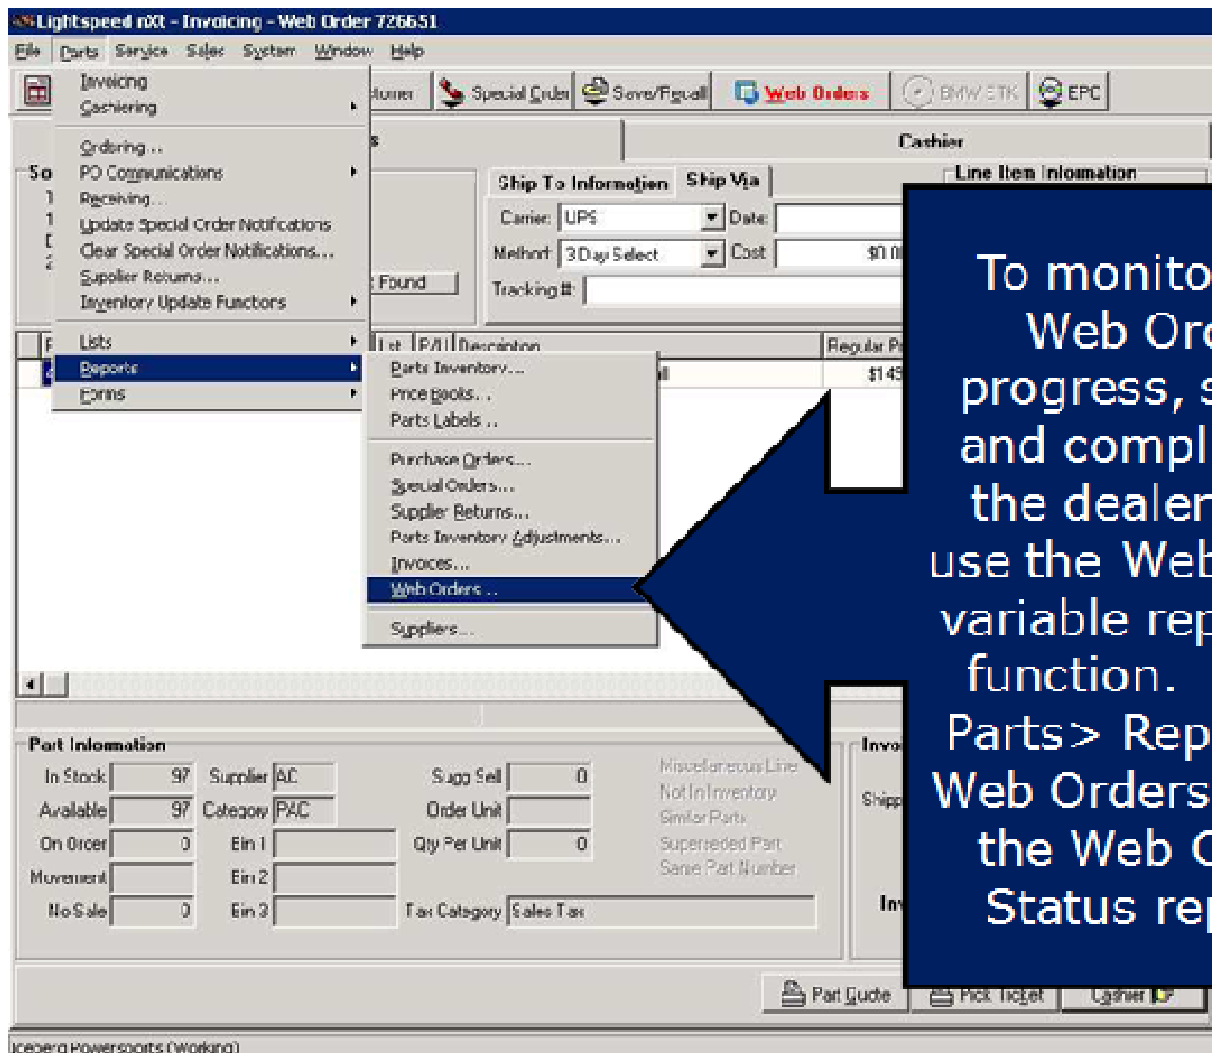 Lightspeed nXt - Invoicing - Web Order 726651
File Parts Service Sales System Window Help
Special Order Save/Recall Web Orders BMW ETK EPC
Invoicing
Cashiering
Ordering...
PO Communications
Receiving...
Update Special Order Notifications
Clear Special Order Notifications...
Supplier Returns...
Inventory Update Functions
Lists
Reports
Forms
Cashier
Ship To Information Ship Via
Line Item Information
Carrier: UPS Date:
Method: 3 Day Select Cost:
Found
Tracking #:
List P/U Description Regular Pr
Parts Inventory...
Price Books...
Parts Labels...
Purchase Orders...
Special Orders...
Supplier Returns...
Parts Inventory Adjustments...
Invoices...
Web Orders...
Suppliers...
To monito
Web Ord
progress, s
and compl
the dealer
use the Web
variable rep
function.
Parts> Rep
Web Orders
the Web O
Status rep
Part Information
In Stock 97 Supplier AC Sugg Sell 0
Available 97 Category PAC Order Unit
On Order 0 Bin 1 Qty Per Unit 0
Movement Bin 2
No Sale 0 Bin 3 Tax Category Sales Tax
Miscellaneous Line
Not In Inventory
Similar Parts
Superseded Part
Same Part Number
Invo
Shipp
Inv
Part Quote Pick Ticket Cashier
Iceberg Powersports (Working)